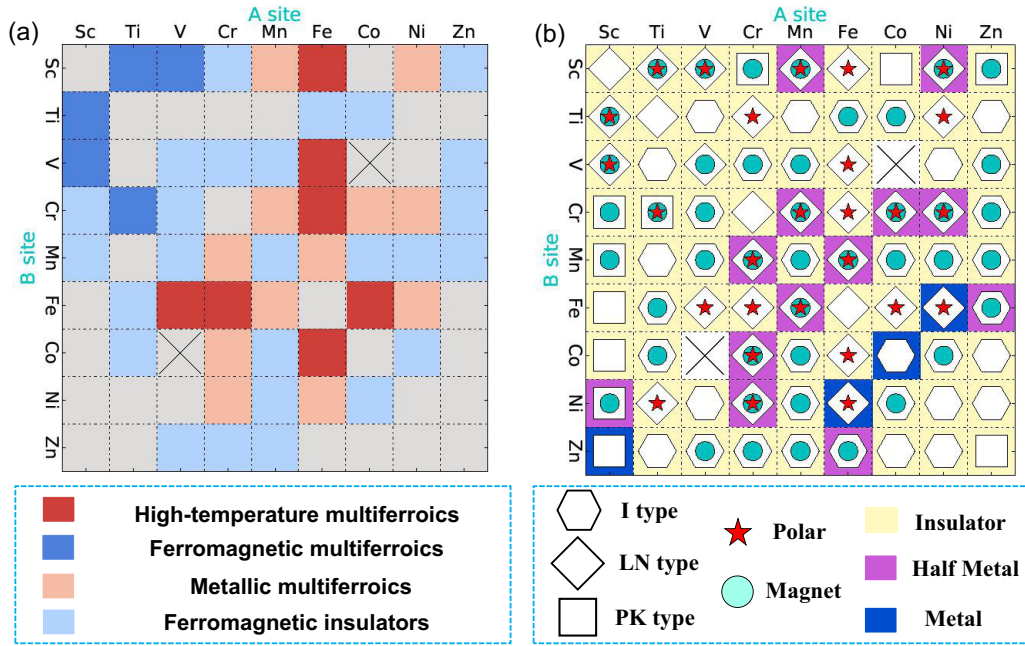 A site
A site
(a)
Sc Ti V Cr Mn Fe Co Ni Zn
(b)
Sc Ti V Cr Mn Fe Co Ni Zn
B site
Sc
Ti
V
Cr
Mn
Fe
Co
Ni
Zn
B site
Sc
Ti
V
Cr
Mn
Fe
Co
Ni
Zn
High-temperature multiferroics
Ferromagnetic multiferroics
Metallic multiferroics
Ferromagnetic insulators
I type
LN type
PK type
Polar
Magnet
Insulator
Half Metal
Metal